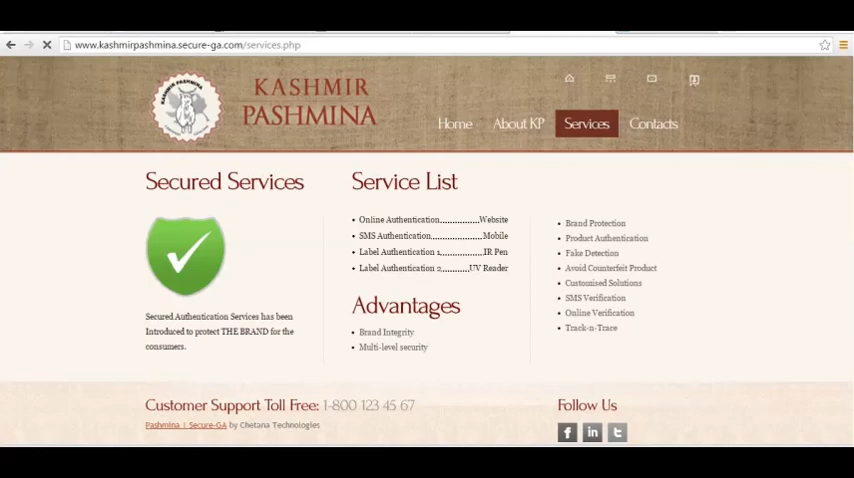 www.kashmirpashmina.secure-ga.com/services.php
KASHMIR PASHMINA
KASHMIR
PASHMINA
Home About KP Services Contacts
Secured Services
Secured Authentication Services has been
Introduced to protect THE BRAND for the
consumers.
Service List
• Online Authentication...............Website
• SMS Authentication....................Mobile
• Label Authentication 1.................IR Pen
• Label Authentication 2..........UV Reader
Advantages
• Brand Integrity
• Multi-level security
• Brand Protection
• Product Authentication
• Fake Detection
• Avoid Counterfeit Product
• Customised Solutions
• SMS Verification
• Online Verification
• Track-n-Trace
Customer Support Toll Free: 1-800 123 45 67
Pashmina | Secure-GA by Chetana Technologies
Follow Us